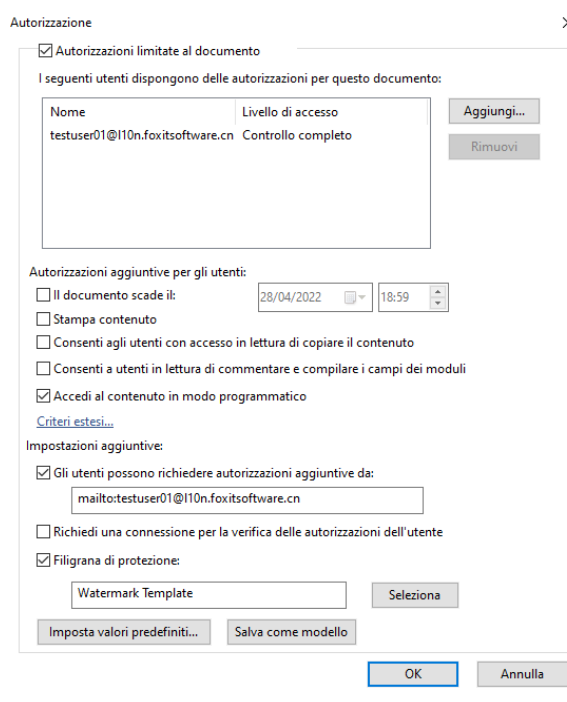 Autorizzazione
Autorizzazioni limitate al documento
I seguenti utenti dispongono delle autorizzazioni per questo documento:
Nome Livello di accesso Aggiungi...
testuser01@l10n.foxitsoftware.cn Controllo completo
Rimuovi
Autorizzazioni aggiuntive per gli utenti:
Il documento scade il: 28/04/2022 18:59
Stampa contenuto
Consenti agli utenti con accesso in lettura di copiare il contenuto
Consenti a utenti in lettura di commentare e compilare i campi dei moduli
Accedi al contenuto in modo programmatico
Criteri estesi...
Impostazioni aggiuntive:
Gli utenti possono richiedere autorizzazioni aggiuntive da:
mailto:testuser01@l10n.foxitsoftware.cn
Richiedi una connessione per la verifica delle autorizzazioni dell'utente
Filigrana di protezione:
Watermark Template Seleziona
Imposta valori predefiniti... Salva come modello
OK Annulla